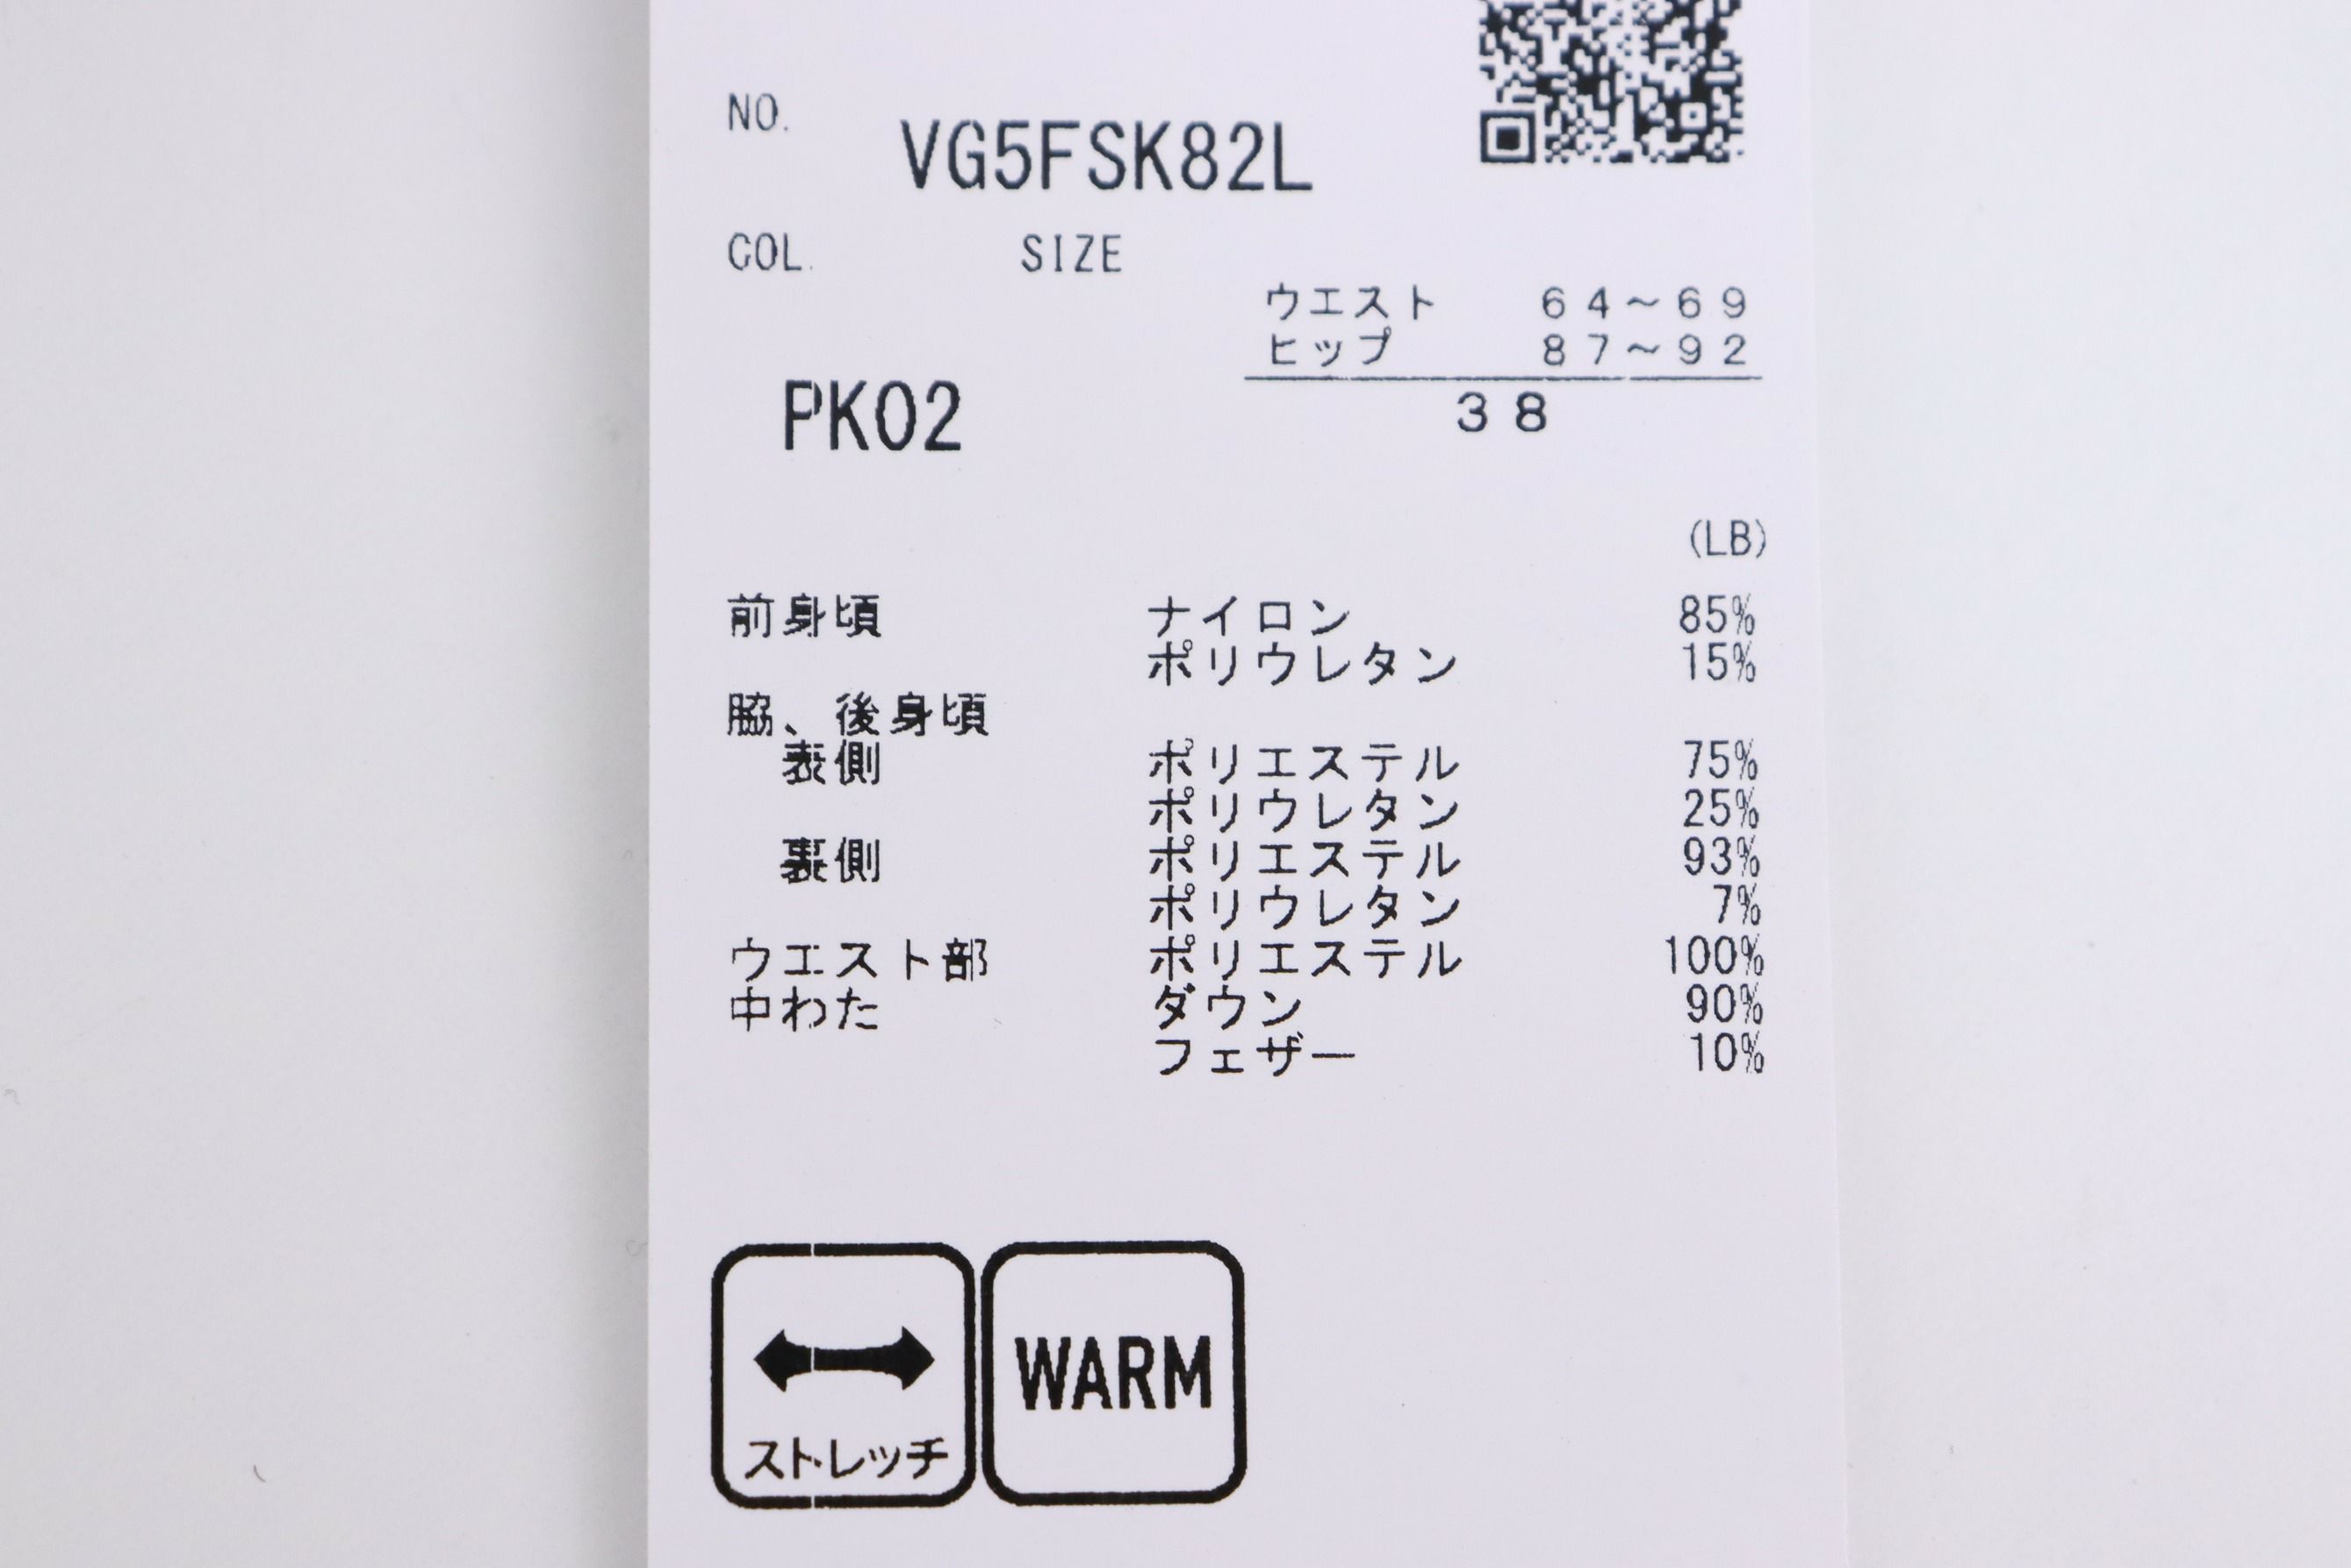 NO.
VG5FSK82L
COL. SIZE
ウエスト 64～69
ヒップ 87～92
PK02 38
(LB)
前身頃 ナイロン 85%
ポリウレタン 15%
脇、後身頃
表側 ポリエステル 75%
ポリウレタン 25%
裏側 ポリエステル 93%
ポリウレタン 7%
ウエスト部 ポリエステル 100%
中わた ダウン 90%
フェザー 10%
ストレッチ WARM